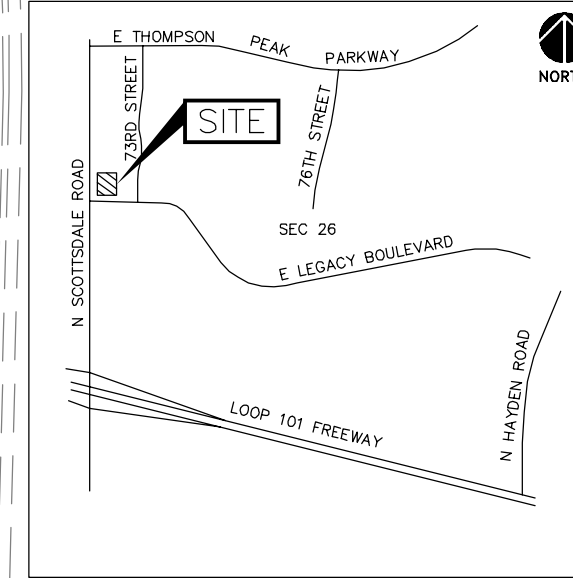 E THOMPSON PEAK PARKWAY
NORT
73RD STREET
SITE
76TH STREET
N SCOTTSDALE ROAD
SEC 26
E LEGACY BOULEVARD
N HAYDEN ROAD
LOOP 101 FREEWAY